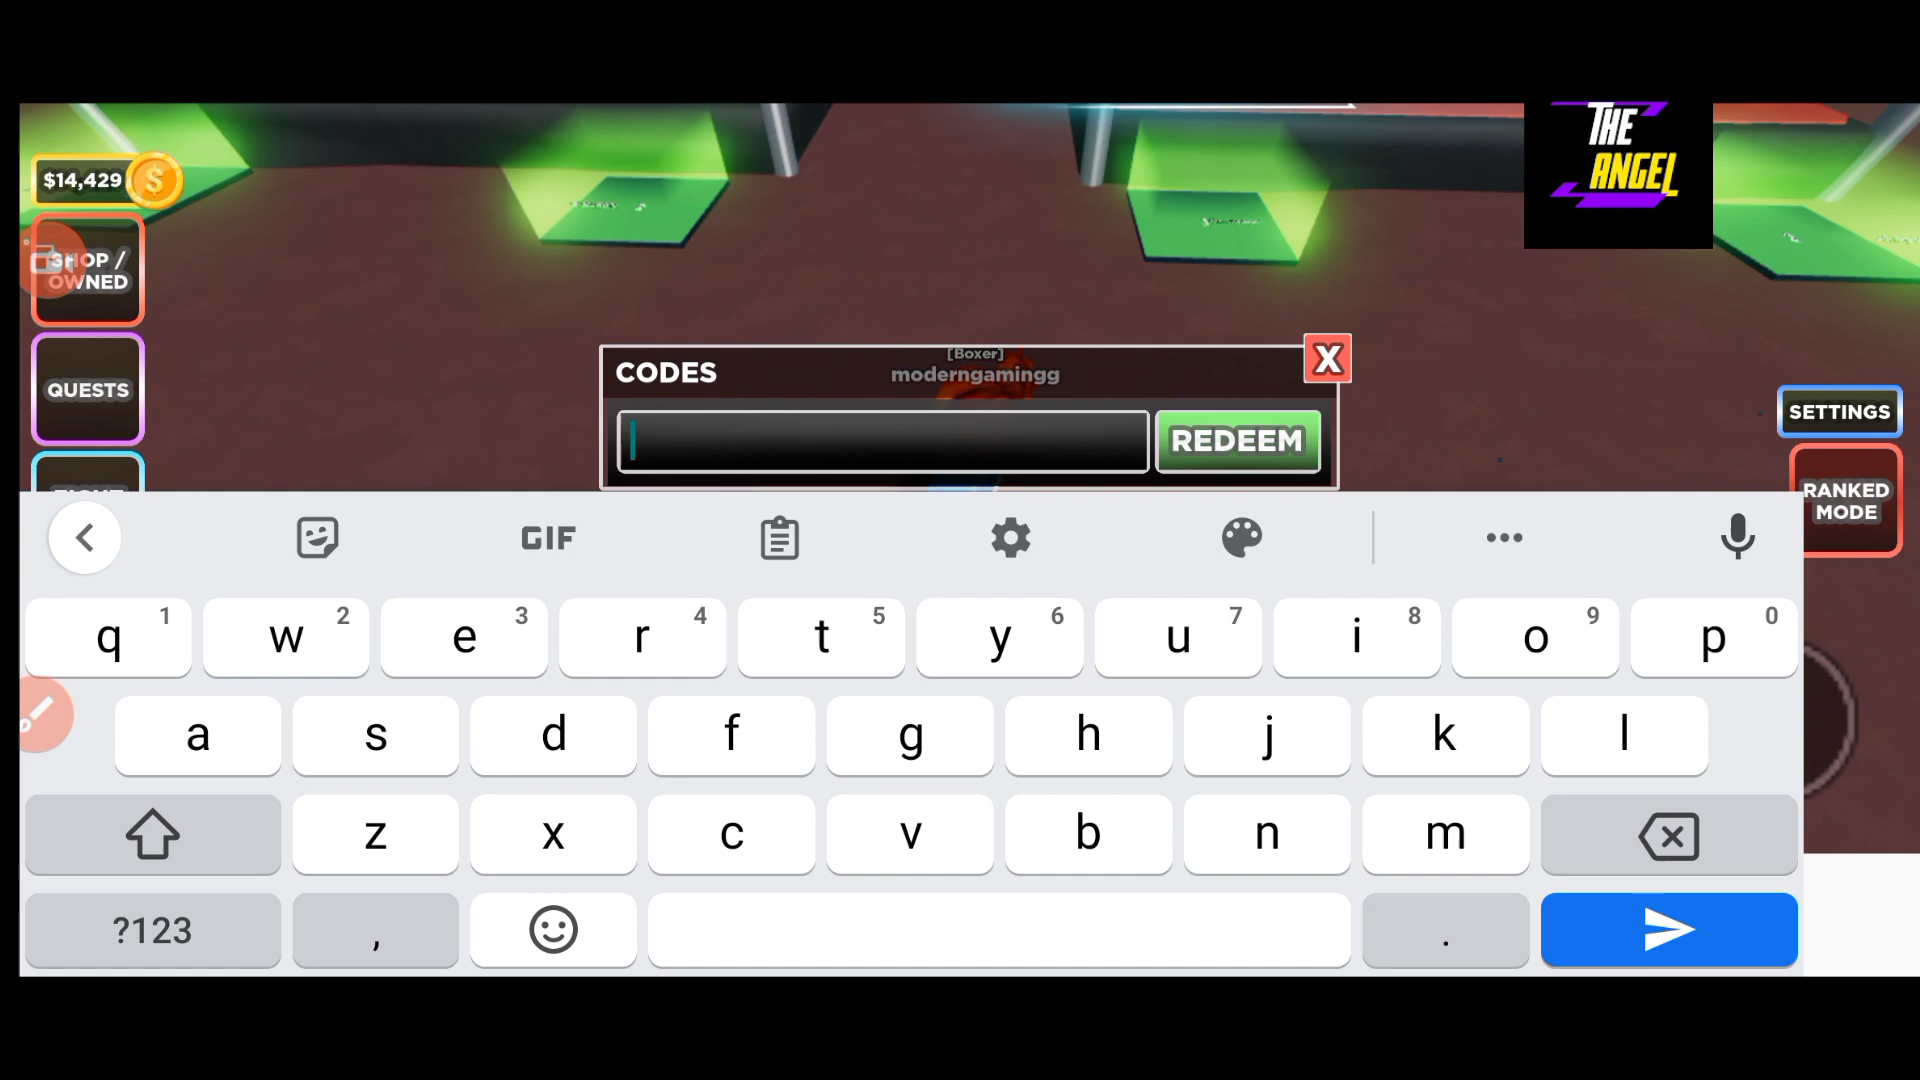 THE
ANGEL
$14,429
SHOP /
OWNED
QUESTS
[Boxer]
CODES
moderngamingg
X
REDEEM
SETTINGS
RANKED
MODE
GIF
q 1 w 2 e 3 r 4 t 5 y 6 u 7 i 8 o 9 p 0
a s d f g h j k l
z x c v b n m
?123 , .